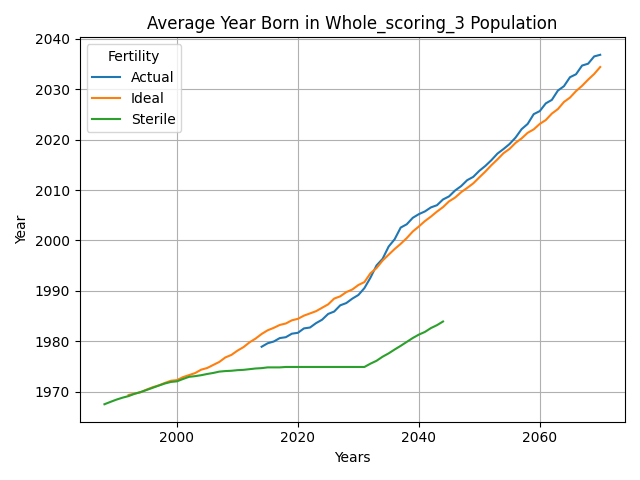 Average Year Born in Whole_scoring_3 Population
2040
2030
2020
2010
2000
1990
1980
1970
Year
Fertility
Actual
Ideal
Sterile
2000 2020 2040 2060
Years